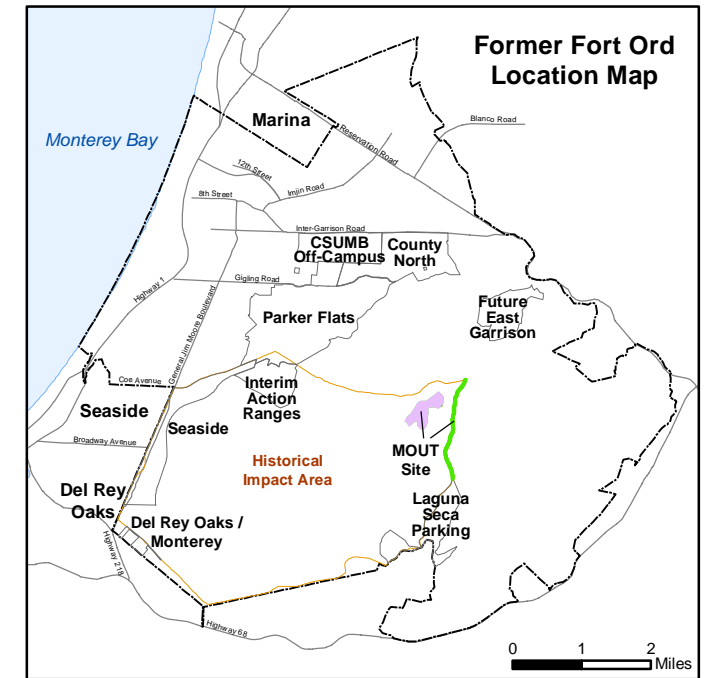 Former Fort Ord
Location Map
Marina
Blanco Road
Monterey Bay
Reservation Road
12th Street
Imjin Road
8th Street
Inter-Garrison Road
CSUMB
Off-Campus
County
North
Gigling Road
Highway 1
General Jim Moore Boulevard
Future
East
Garrison
Parker Flats
Coe Avenue
Interim
Action
Ranges
Seaside
Seaside
Broadway Avenue
MOUT
Site
Historical
Impact Area
Del Rey
Oaks
Laguna
Seca
Parking
Del Rey Oaks /
Monterey
Highway 218
Highway 68
0 1 2
Miles